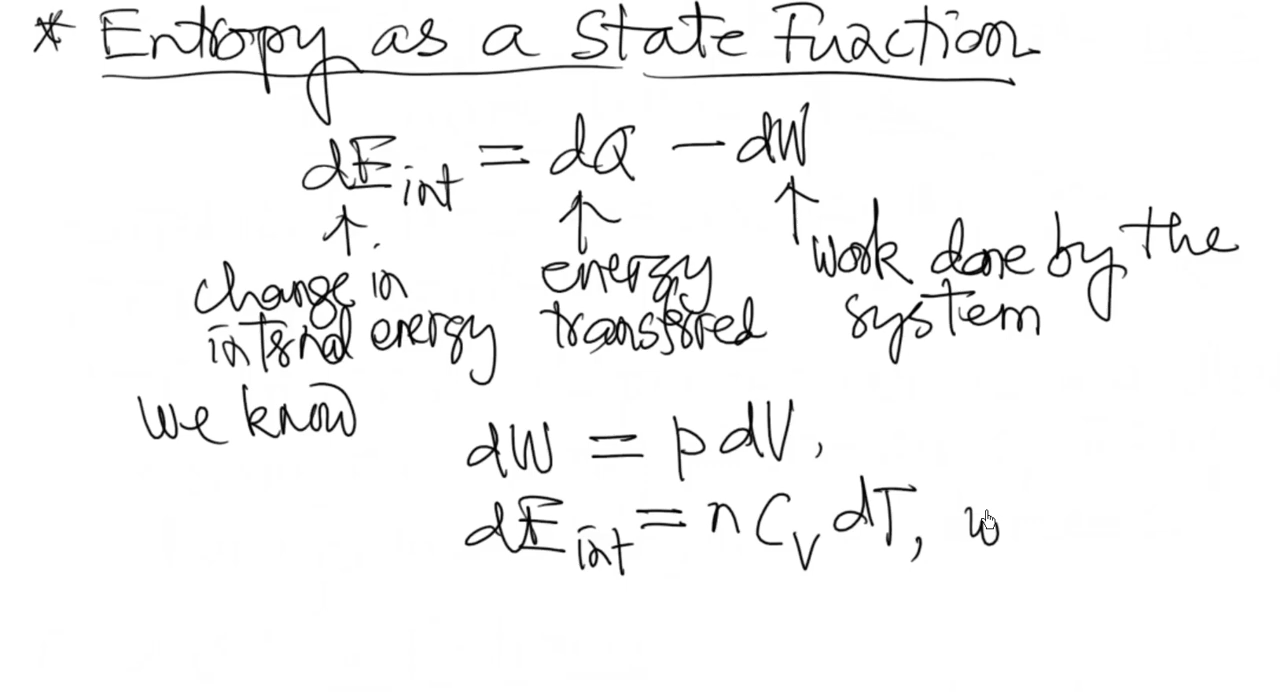 * Entropy as a State Function
dE_int = dQ - dW
↑ ↑ ↑
change in internal energy
energy transferred
work done by the system
We know
dW = p dV,
dE_int = n C_V dT, w